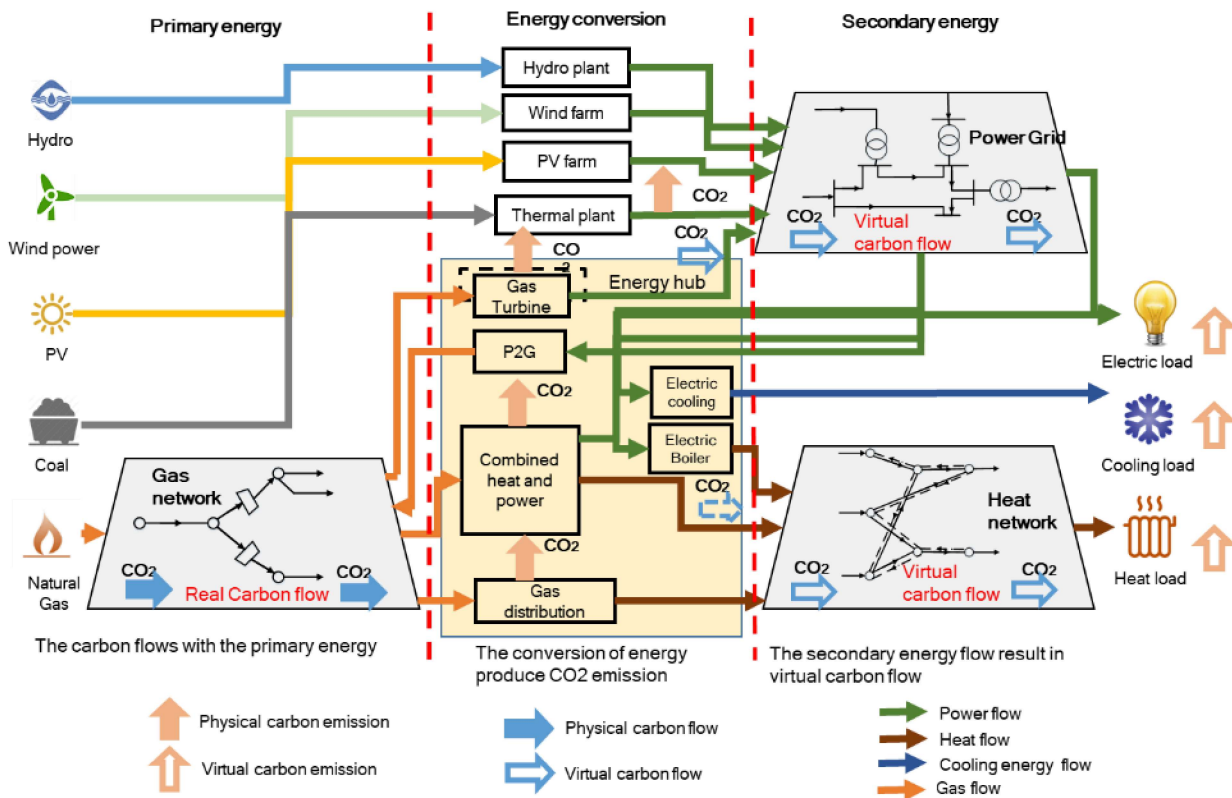 Primary energy
Energy conversion
Secondary energy
Hydro
Wind power
PV
Coal
Natural
Gas
Hydro plant
Wind farm
PV farm
Thermal plant
CO2
CO
2
CO2
Gas
Turbine
Energy hub
P2G
CO2
Electric
cooling
Electric
Boiler
Combined
heat and
power
CO2
CO2
Gas
distribution
Gas
network
CO2
CO2
Real Carbon flow
Power Grid
CO2
CO2
Virtual
carbon flow
Heat
network
CO2
CO2
Virtual
carbon flow
Electric load
Cooling load
Heat load
The carbon flows with the primary energy
The conversion of energy
produce CO2 emission
The secondary energy flow result in
virtual carbon flow
Physical carbon emission
Virtual carbon emission
Physical carbon flow
Virtual carbon flow
Power flow
Heat flow
Cooling energy flow
Gas flow